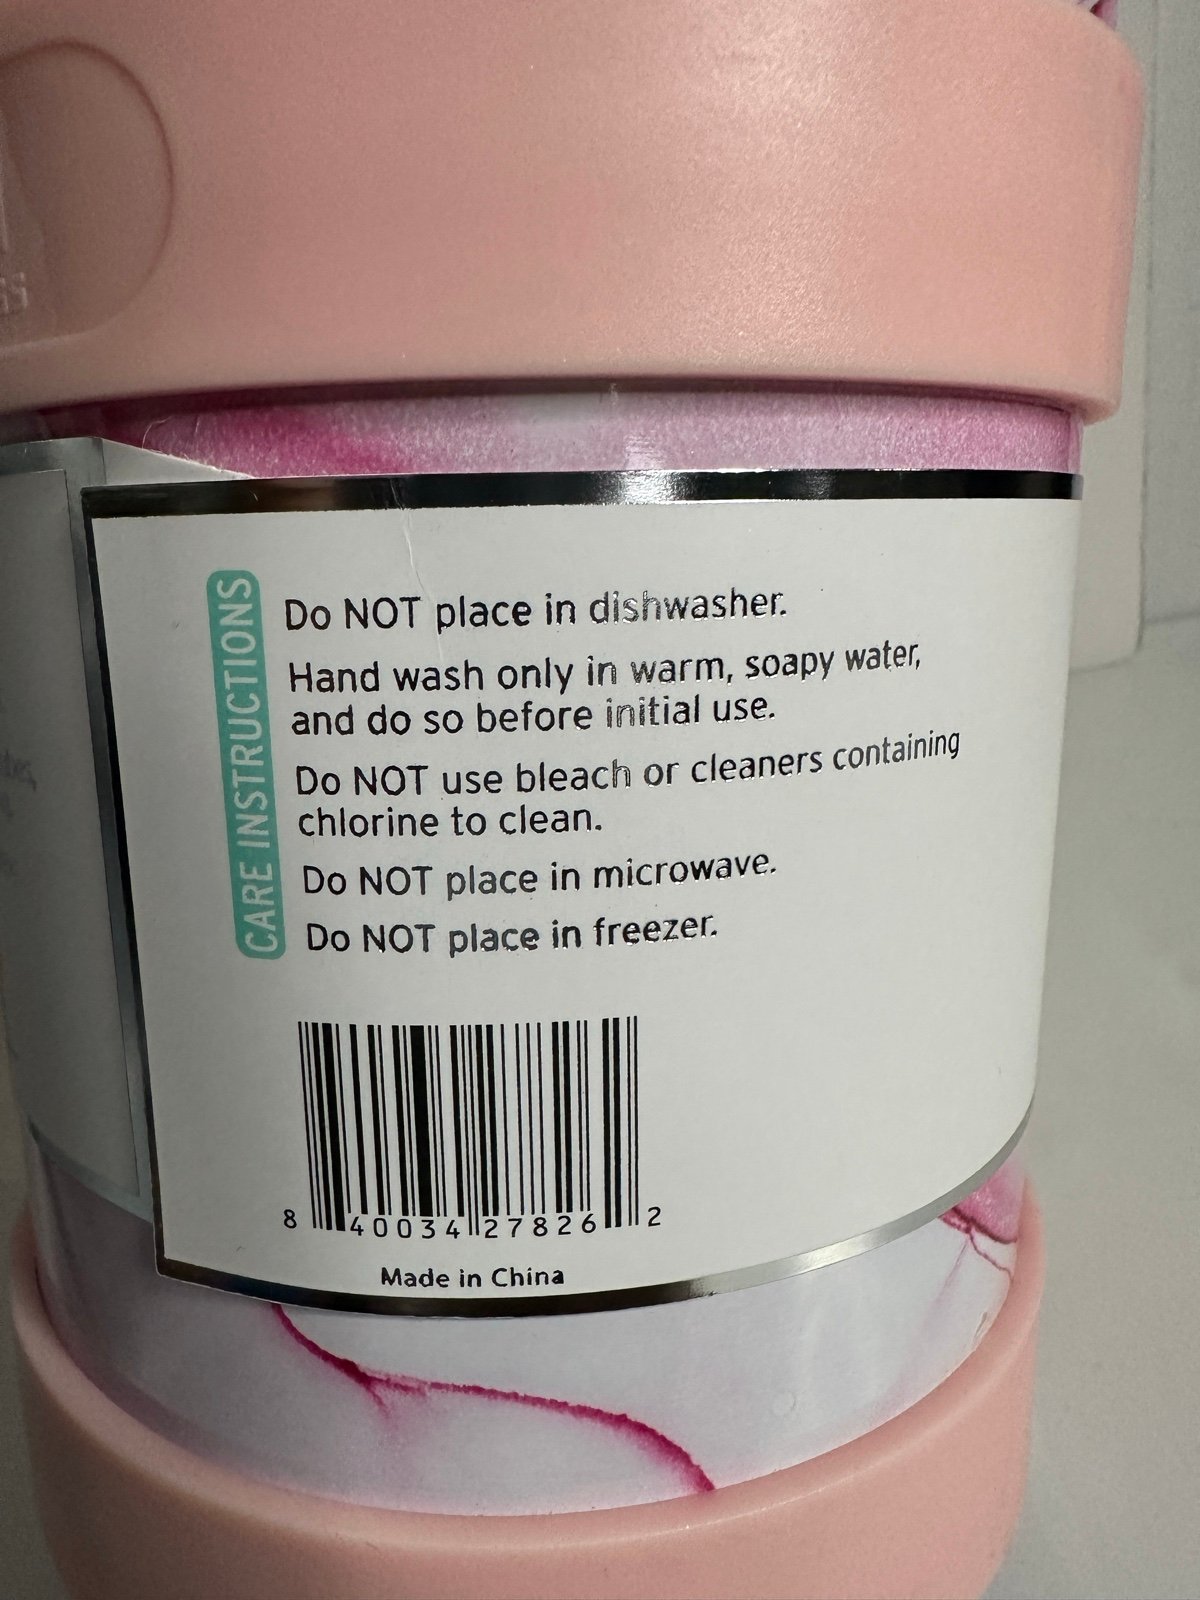 CARE INSTRUCTIONS
Do NOT place in dishwasher.
Hand wash only in warm, soapy water,
and do so before initial use.
Do NOT use bleach or cleaners containing
chlorine to clean.
Do NOT place in microwave.
Do NOT place in freezer.
8 40034 27826 2
Made in China